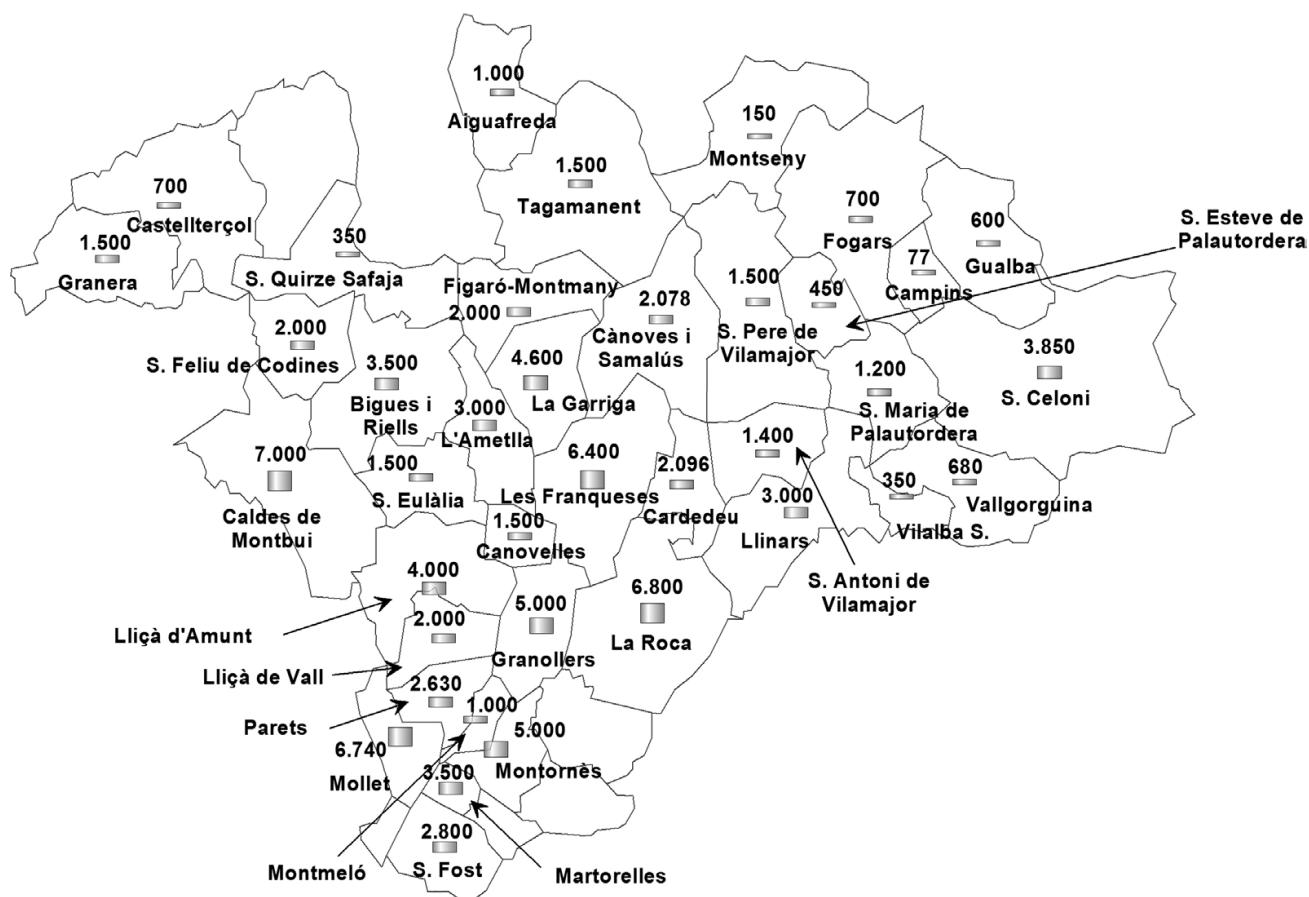 1.000
Aiguafreda
150
Montseny
1.500
Tagamanent
700
Castellterçol
700
Fogars
600
Gualba
S. Esteve de
Palautordera
1.500
Granera
350
S. Quirze Safaja
77
Campins
Figaró-Montmany
2.000
2.078
Cànoves i
Samalús
1.500
S. Pere de
Vilamajor
450
2.000
S. Feliu de Codines
3.500
Bigues i
Riells
4.600
La Garriga
3.850
S. Celoni
1.200
S. Maria de
Palautordera
3.000
L'Ametlla
7.000
Caldes de
Montbui
1.500
S. Eulàlia
6.400
Les Franqueses
2.096
Cardedeu
1.400
3.000
Llinars
350
Vilalba S.
680
Vallgorguina
1.500
Canovelles
S. Antoni de
Vilamajor
4.000
Lliçà d'Amunt
5.000
Granollers
6.800
La Roca
2.000
Lliçà de Vall
2.630
Parets
1.000
5.000
Montornès
6.740
Mollet
3.500
2.800
S. Fost
Montmeló
Martorelles